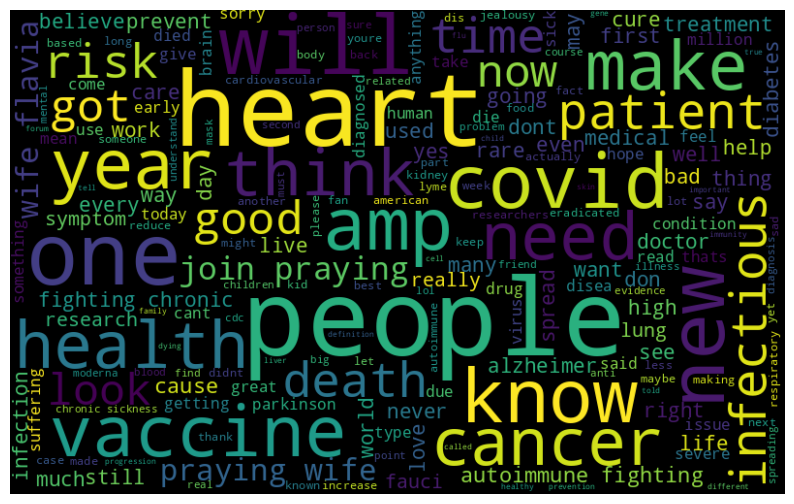 believe
prevent
sorry
jealousy
person
sure
dis
youre
gene
cure
treatment
based
long
died
give
brain
back
fix
true
wife flavia
risk
will
time
sick
may
first
million
body
anything
related
course
come
care
cardiovascular
take
now
make
mental
got
early
diagnosed
human
going
fact
heart
patient
diabetes
forum
use
work
used
die
food
dont
medical
feel
mean
someone
mask
second
problem
child
rare
even
hope
year
understand
think
yes
part
actually
well
help
every
way
day
kidney
lyme
week
covid
bad
thing
tell
must
skin
important
symptom
today
another
please
fan
american
researchers
eradicated
lot
say
something
reduce
good
amp
need
condition
might
cell
keep
friend
doctor
immunity
one
live
many
want
don
read
illness
thats
sad
join praying
really
drug
disea
evidence
new
infectious
diagnosis
fighting chronic
children
kid
best
lol
virus
spread
high
yet
research
cant
cdc
family
definition
autoimmune
lung
see
respiratory
health
people
dying
liver
big
let
anti
alzheimer
said
less
making
moderna
blood
find
didnt
death
maybe
told
look
cause
great
due
know
right
next
infection
suffering
chronic sickness
getting
parkinson
world
never
issue
life
vaccine
thank
type
love
cancer
severe
spreading
case
made
point
called
praying wife
fauci
autoimmune fighting
much
still
progression
real
known
increase
healthy
prevention
different